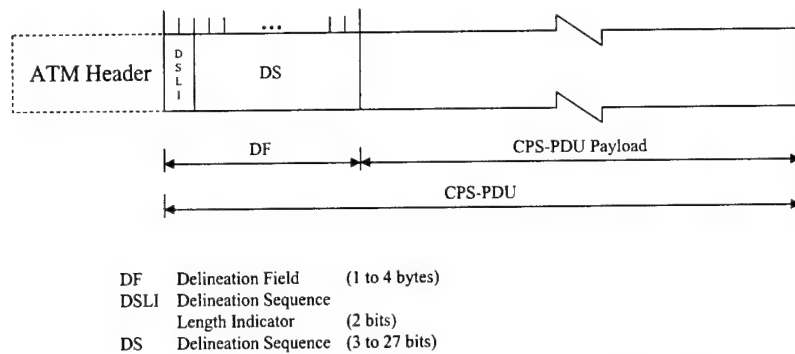 ATM Header
D
S
L
I
•••
DS
DF
CPS-PDU Payload
CPS-PDU
DF Delineation Field (1 to 4 bytes)
DSLI Delineation Sequence
Length Indicator (2 bits)
DS Delineation Sequence (3 to 27 bits)